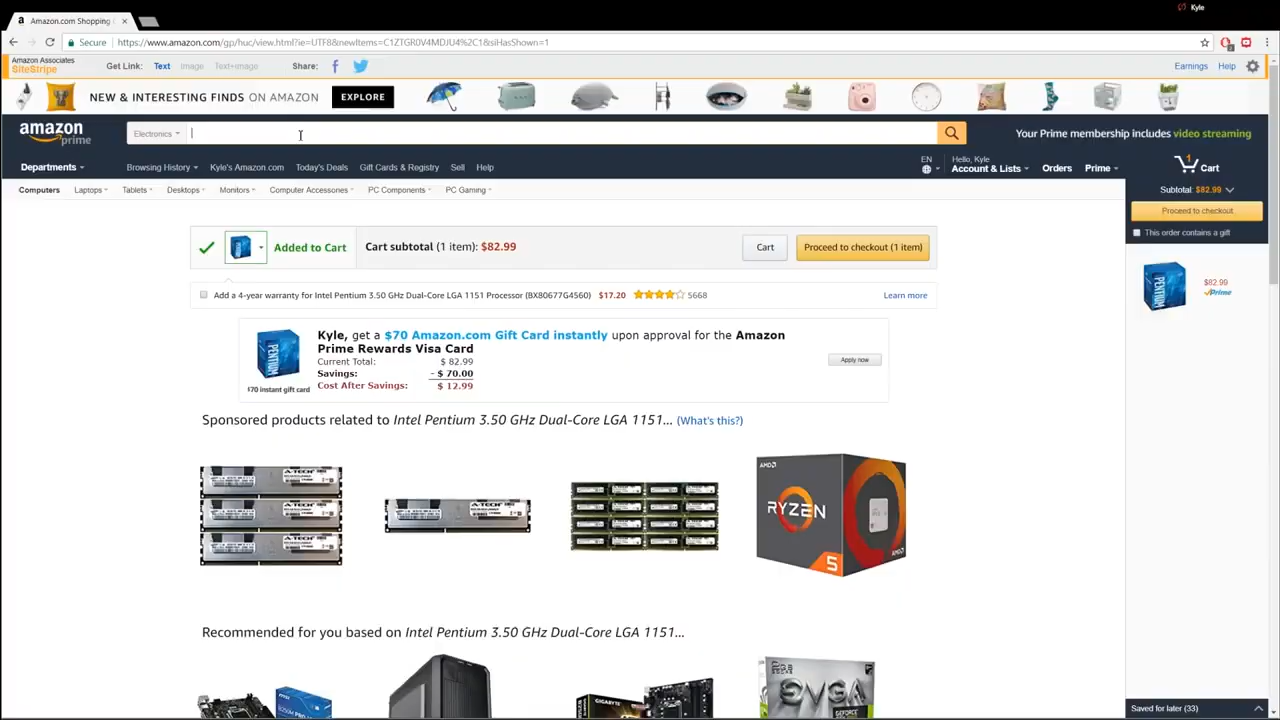 Kyle
Amazon.com Shopping
Secure https://www.amazon.com/gp/huc/view.html?ie=UTF8&newItems=C1ZTGR0V4MDJU4%2C1&siHasShown=1
Amazon Associates
SiteStripe
Get Link: Text Image Text+Image Share: Earnings Help
NEW & INTERESTING FINDS ON AMAZON EXPLORE
amazon prime
Electronics
Your Prime membership includes video streaming
Departments Browsing History Kyle's Amazon.com Today's Deals Gift Cards & Registry Sell Help
EN Hello, Kyle
Account & Lists Orders Prime 1 Cart
Computers Laptops Tablets Desktops Monitors Computer Accessories PC Components PC Gaming
Subtotal: $82.99
Proceed to checkout
This order contains a gift
Added to Cart Cart subtotal (1 item): $82.99 Cart Proceed to checkout (1 item)
Add a 4-year warranty for Intel Pentium 3.50 GHz Dual-Core LGA 1151 Processor (BX80677G4560) $17.20 5668 Learn more
PENTIUM
$82.99
Prime
Kyle, get a $70 Amazon.com Gift Card instantly upon approval for the Amazon
Prime Rewards Visa Card
Current Total: $ 82.99
Savings: - $ 70.00
Cost After Savings: $ 12.99
Apply now
PENTIUM
$70 instant gift card
Sponsored products related to Intel Pentium 3.50 GHz Dual-Core LGA 1151... (What's this?)
A-TECH
A-TECH
A-TECH
A-TECH
AMD
RYZEN
5
AMD
Recommended for you based on Intel Pentium 3.50 GHz Dual-Core LGA 1151...
GIGABYTE
EVGA
GEFORCE
Saved for later (33)